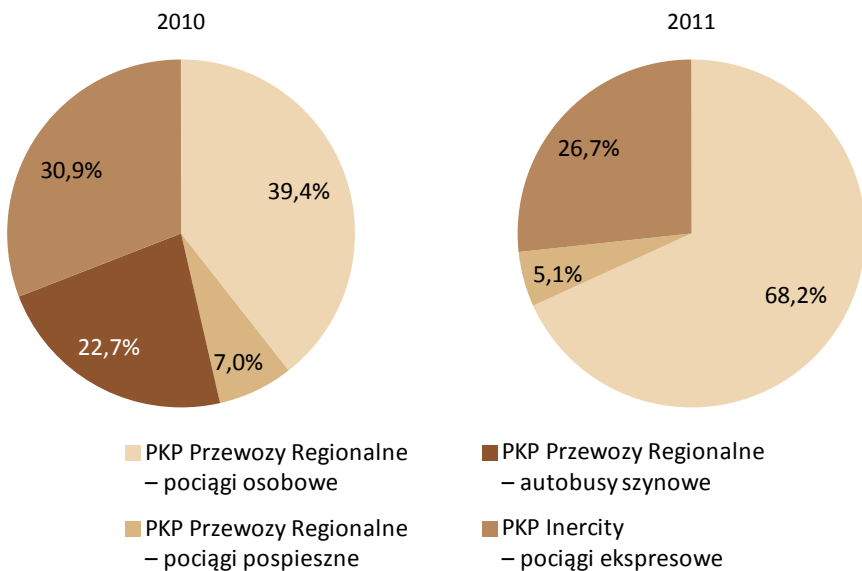 2010
2011
30,9%
39,4%
22,7%
7,0%
26,7%
5,1%
68,2%
PKP Przewozy Regionalne
– pociągi osobowe
PKP Przewozy Regionalne
– autobusy szynowe
PKP Przewozy Regionalne
– pociągi pospieszne
PKP Inercity
– pociągi ekspresowe